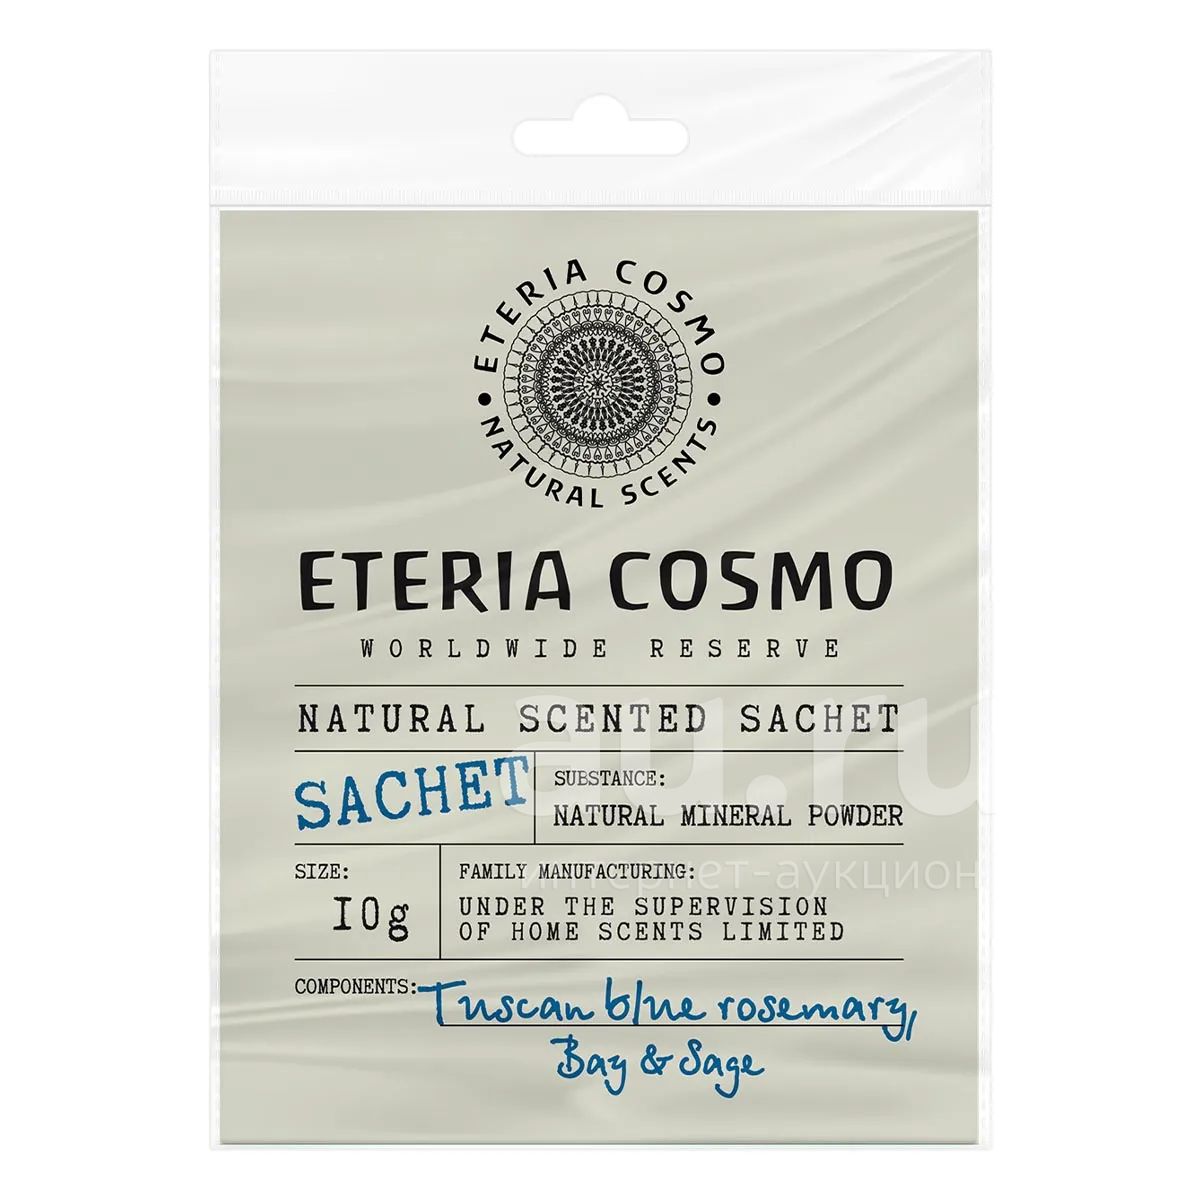 ETERIA COSMO
• NATURAL SCENTS •
ETERIA COSMO
WORLDWIDE RESERVE
NATURAL SCENTED SACHET
SACHET
SUBSTANCE:
NATURAL MINERAL POWDER
SIZE:
10g
FAMILY MANUFACTURING:
UNDER THE SUPERVISION
OF HOME SCENTS LIMITED
COMPONENTS: Tuscan blue rosemary,
Bay & Sage
au.ru
интернет-аукцион